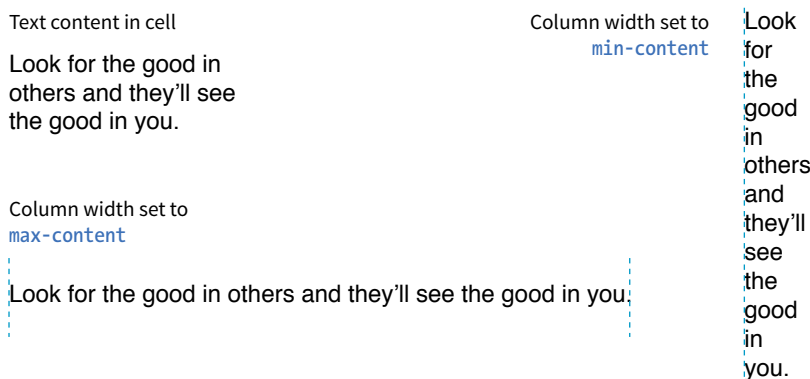 Text content in cell
Look for the good in
others and they’ll see
the good in you.
Column width set to
max-content
Look for the good in others and they’ll see the good in you.
Column width set to
min-content
Look
for
the
good
in
others
and
they’ll
see
the
good
in
you.